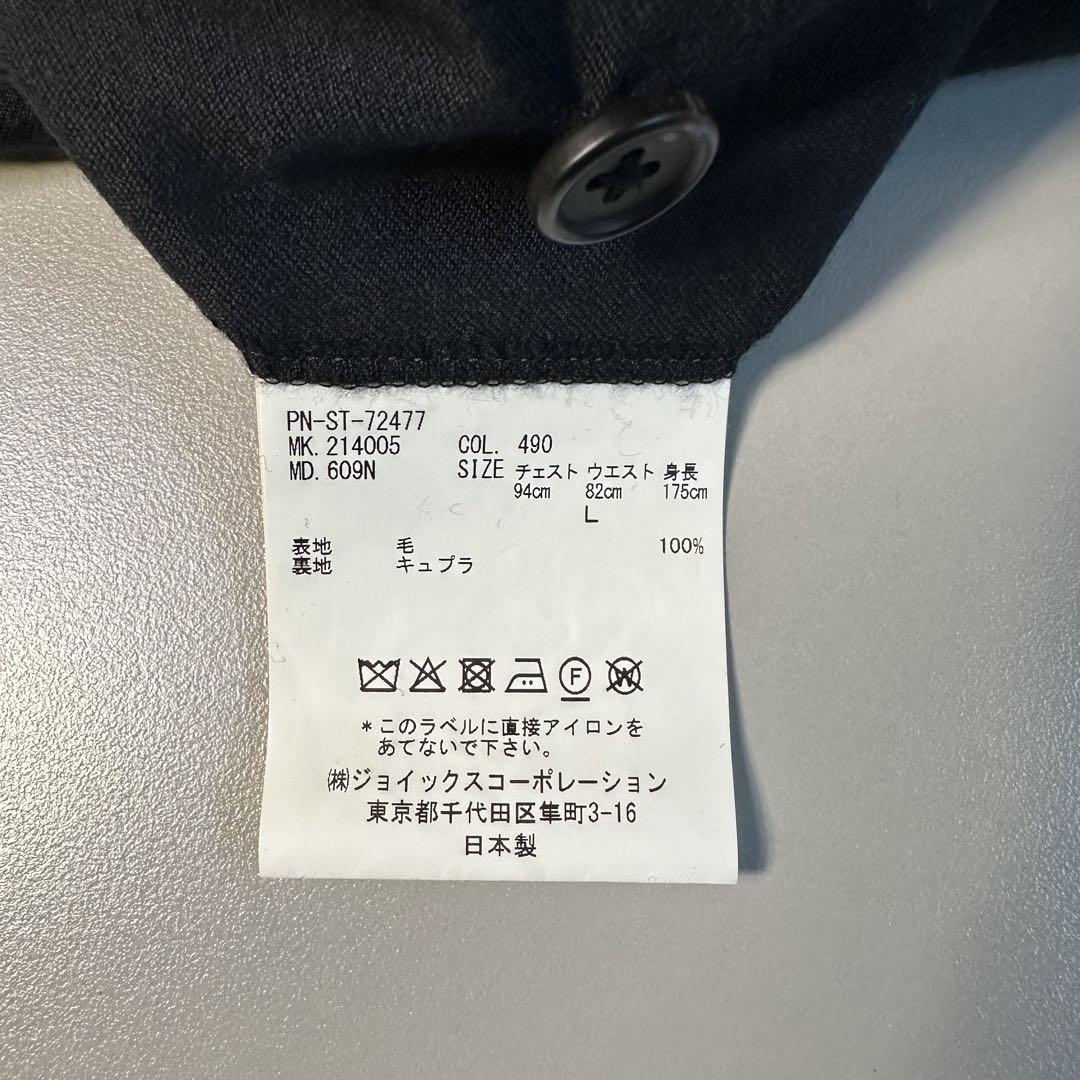 PN-ST-72477
MK. 214005 COL. 490
MD. 609N SIZE チェスト ウエスト 身長
94cm 82cm 175cm
L
表地 毛 100%
裏地 キュプラ
F W
*このラベルに直接アイロンを
あてないで下さい。
㈱ジョイックスコーポレーション
東京都千代田区隼町3-16
日本製